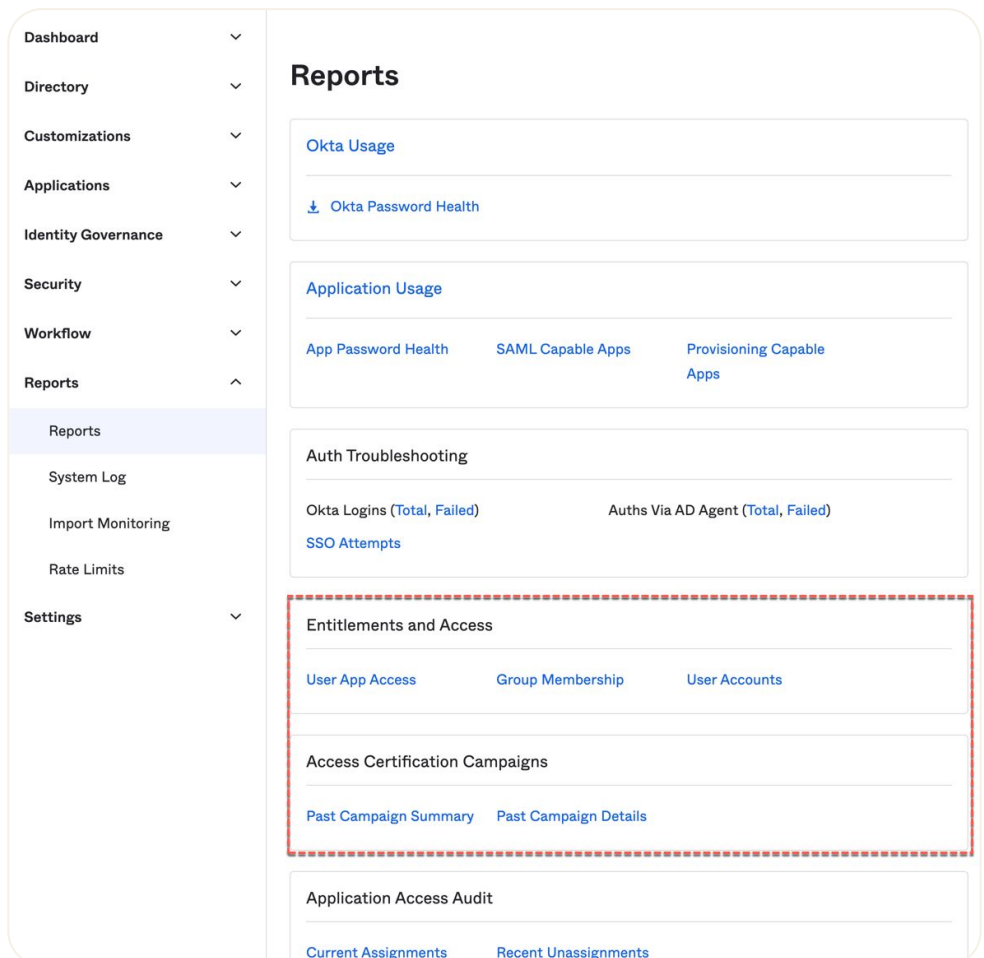 Dashboard
Directory
Customizations
Applications
Identity Governance
Security
Workflow
Reports
Reports
System Log
Import Monitoring
Rate Limits
Settings
Reports
Okta Usage
Okta Password Health
Application Usage
App Password Health SAML Capable Apps Provisioning Capable
Apps
Auth Troubleshooting
Okta Logins (Total, Failed) Auths Via AD Agent (Total, Failed)
SSO Attempts
Entitlements and Access
User App Access Group Membership User Accounts
Access Certification Campaigns
Past Campaign Summary Past Campaign Details
Application Access Audit
Current Assignments Recent Unassignments